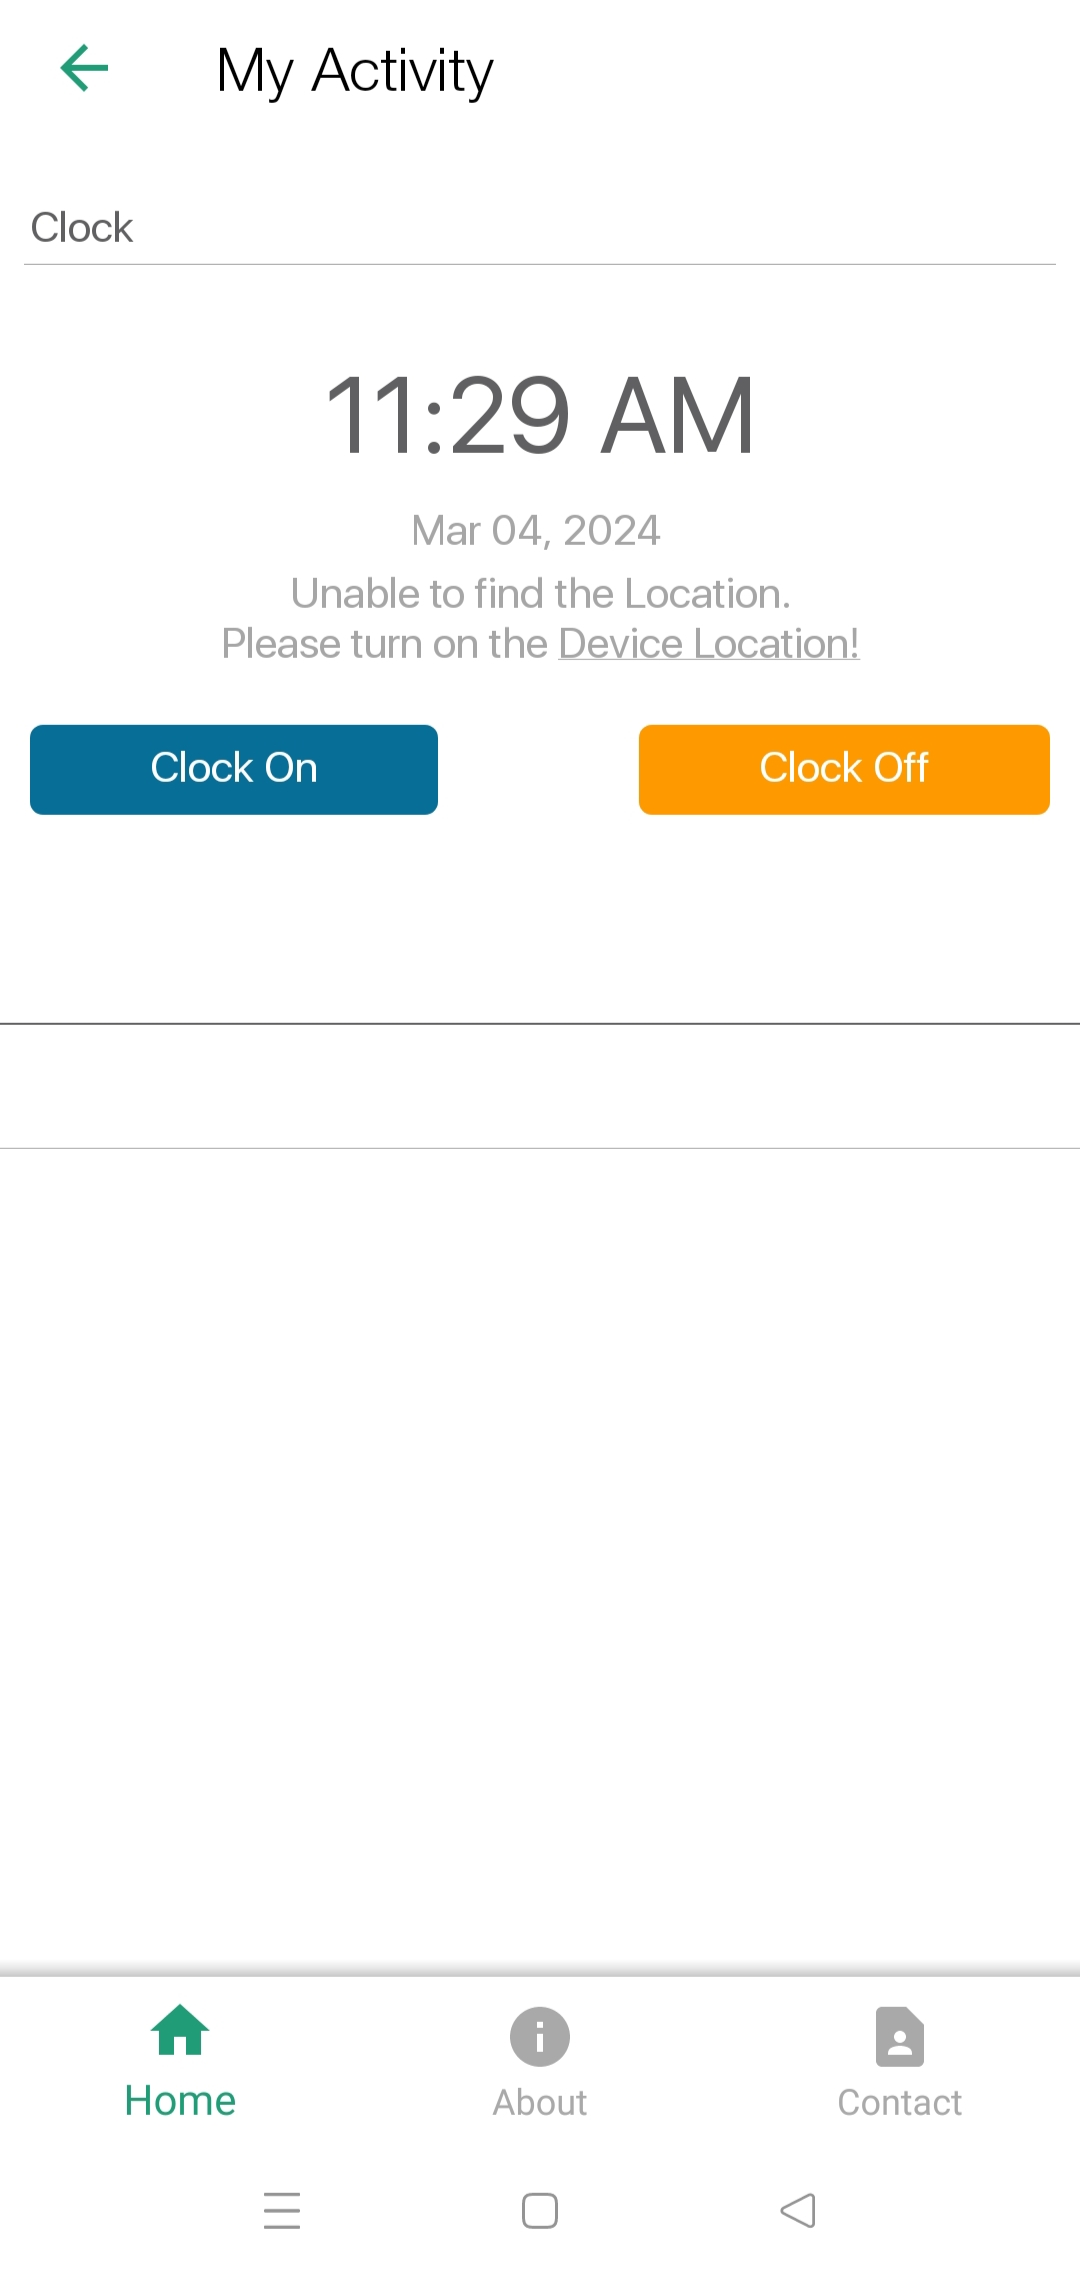 My Activity
Clock
11:29 AM
Mar 04, 2024
Unable to find the Location.
Please turn on the Device Location!
Clock On
Clock Off
Home
About
Contact